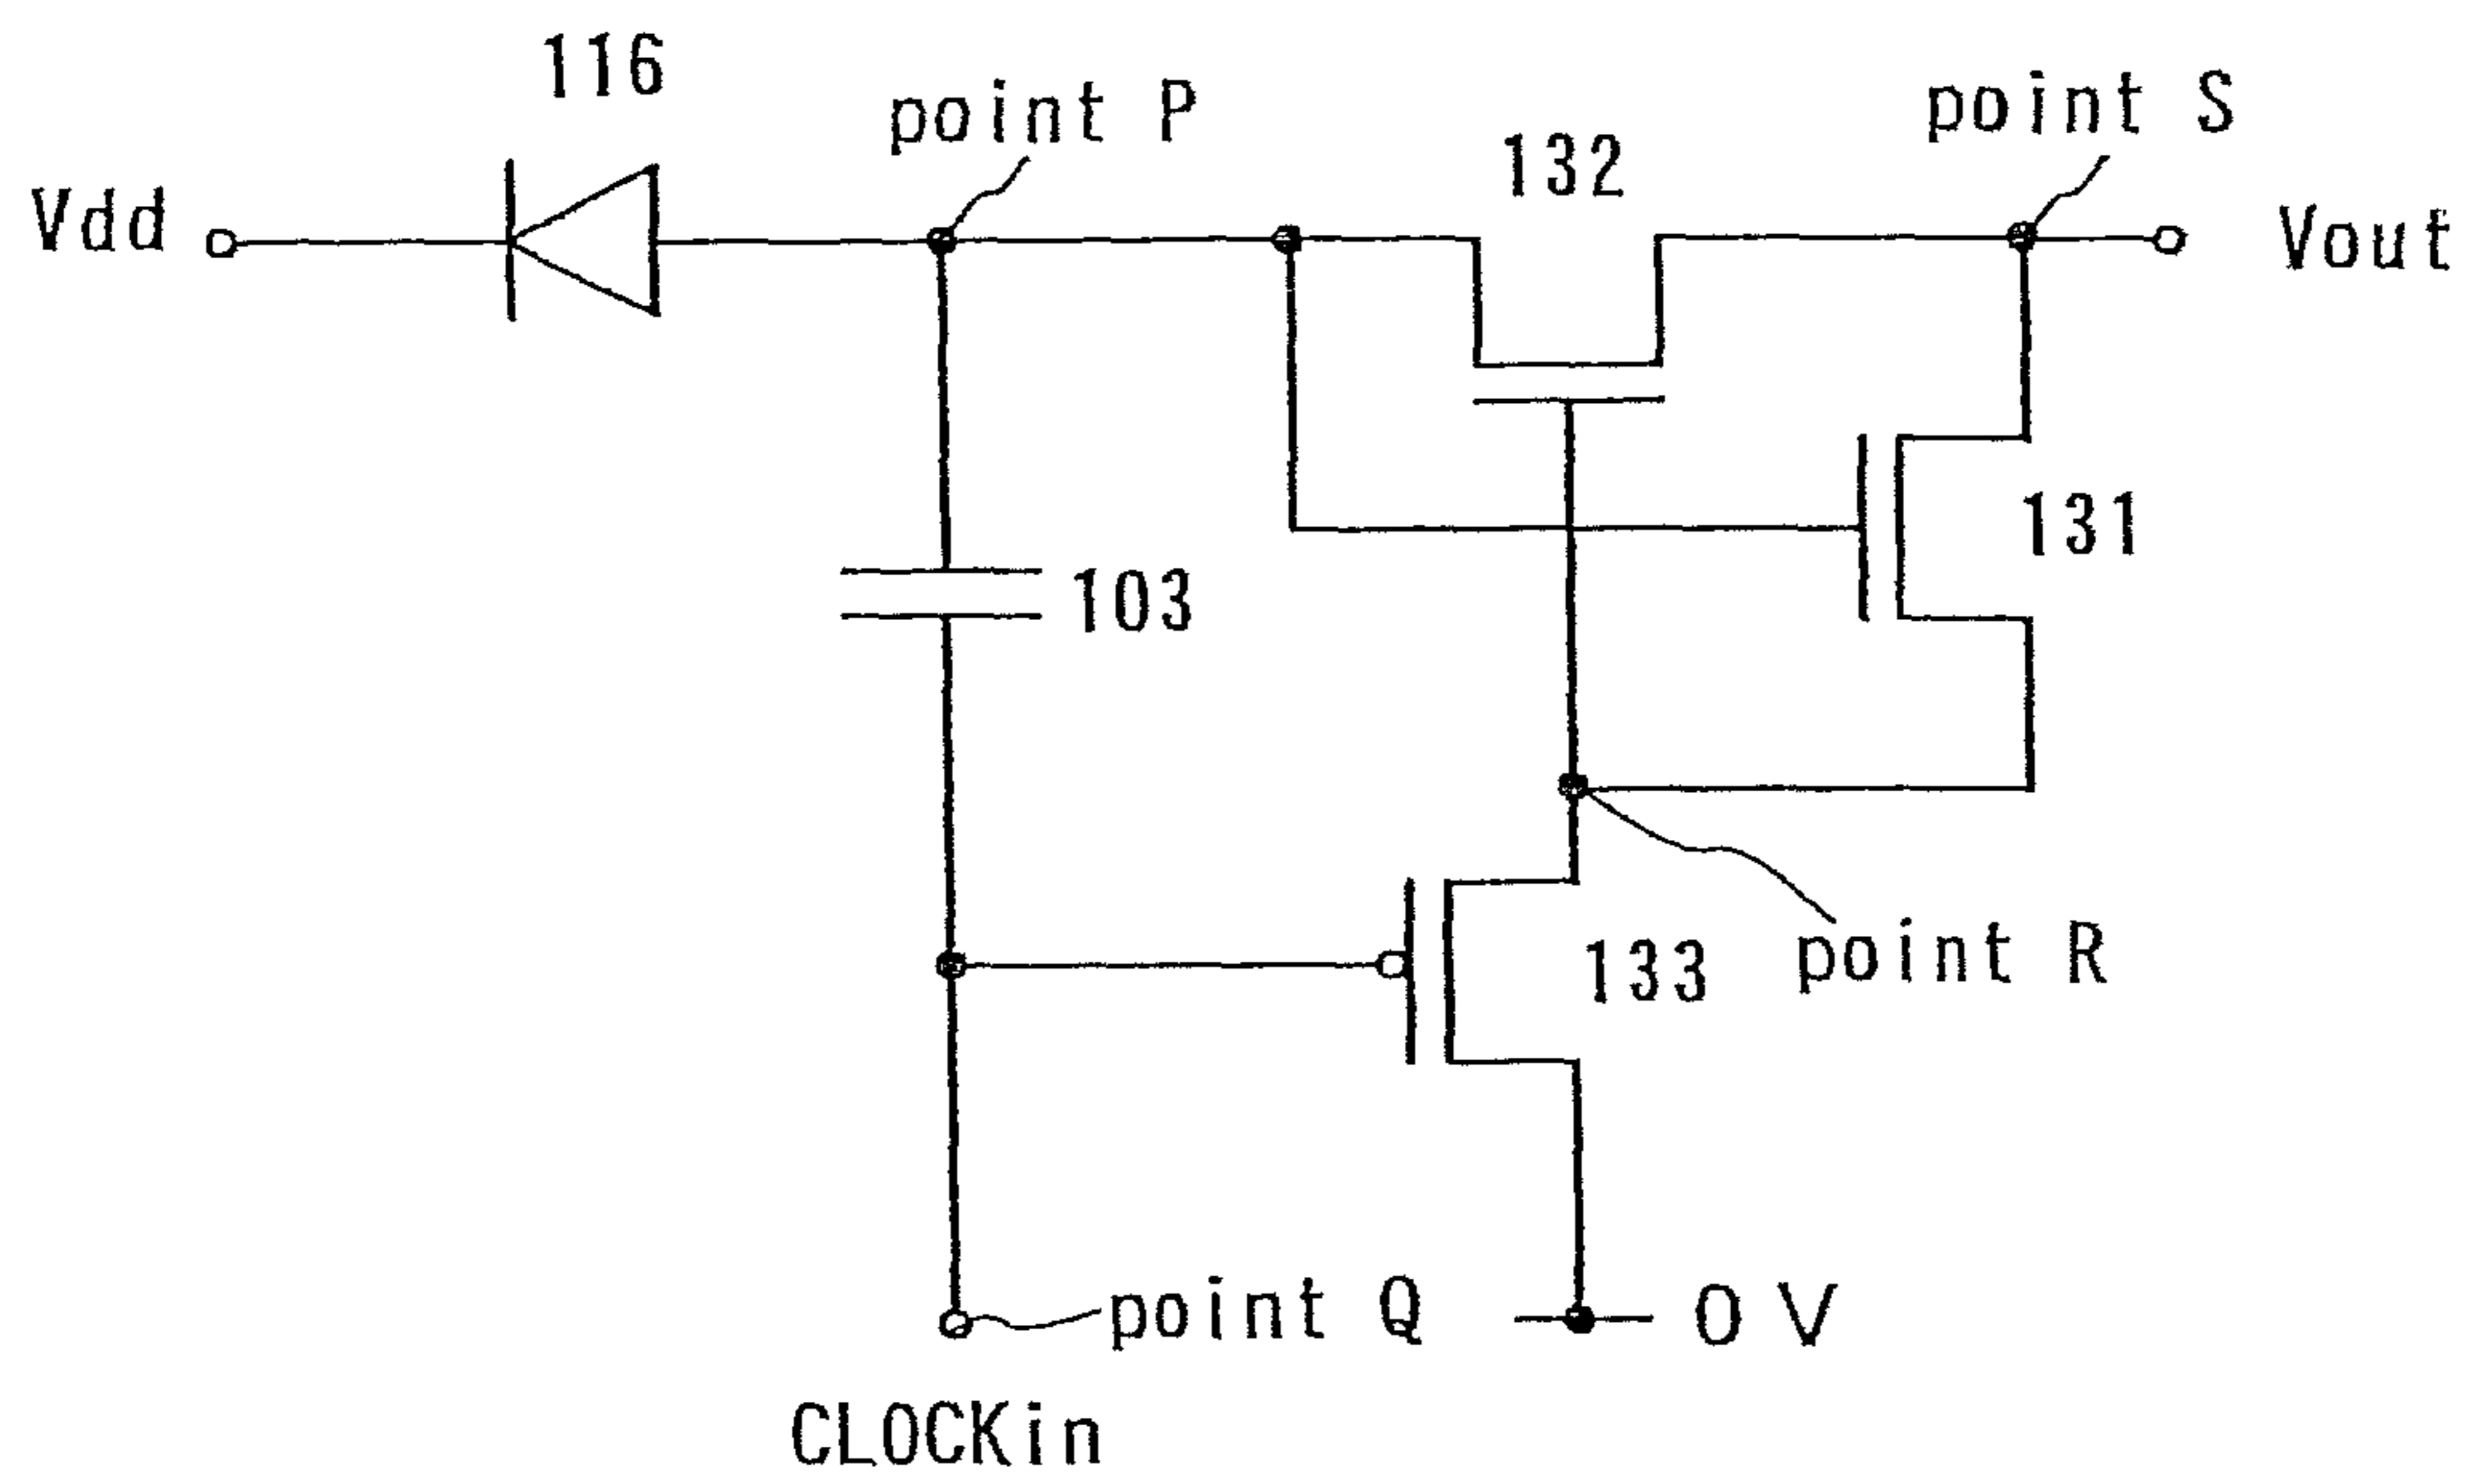 116
point P
point S
132
Vdd
Vout
131
103
133
point R
point Q
0 V
CLOCKin